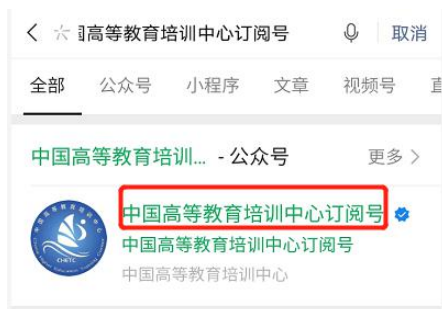 国高等教育培训中心订阅号 取消
全部 公众号 小程序 文章 视频号
中国高等教育培训... - 公众号 更多
中国高等教育培训中心订阅号
中国高等教育培训中心订阅号
中国高等教育培训中心
CHETC